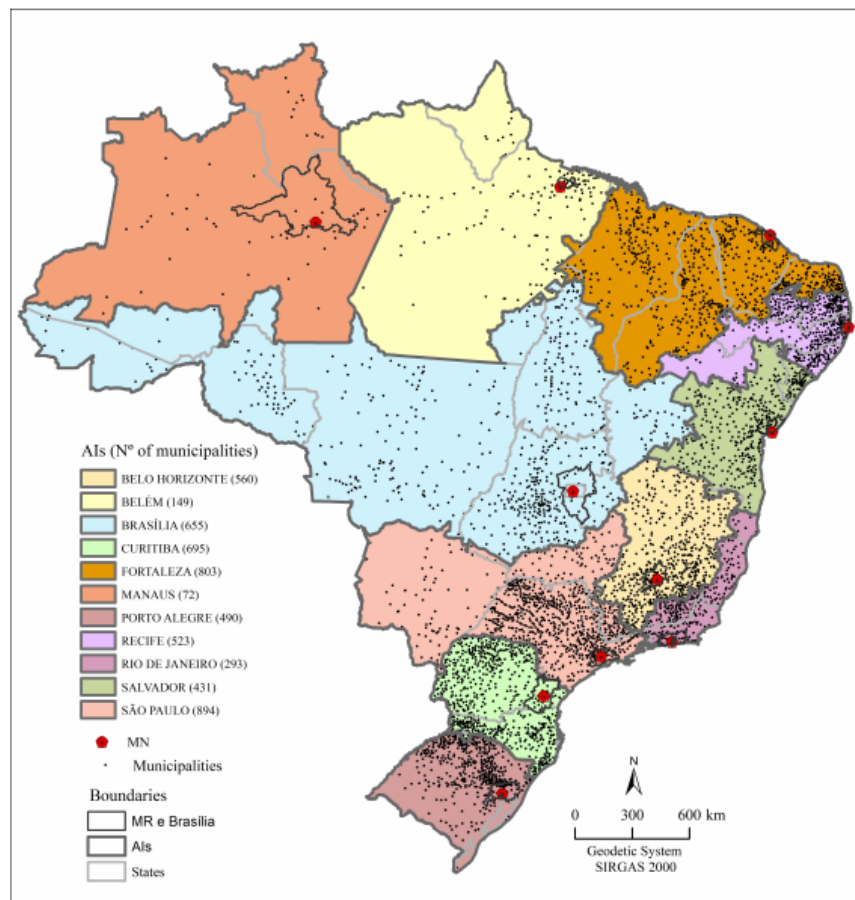 AIs (Nº of municipalities)
BELO HORIZONTE (560)
BELÉM (149)
BRASÍLIA (655)
CURITIBA (695)
FORTALEZA (803)
MANAUS (72)
PORTO ALEGRE (490)
RECIFE (523)
RIO DE JANEIRO (293)
SALVADOR (431)
SÃO PAULO (894)
MN
Municipalities
Boundaries
MR e Brasilia
AIs
States
N
0 300 600 km
Geodetic System
SIRGAS 2000